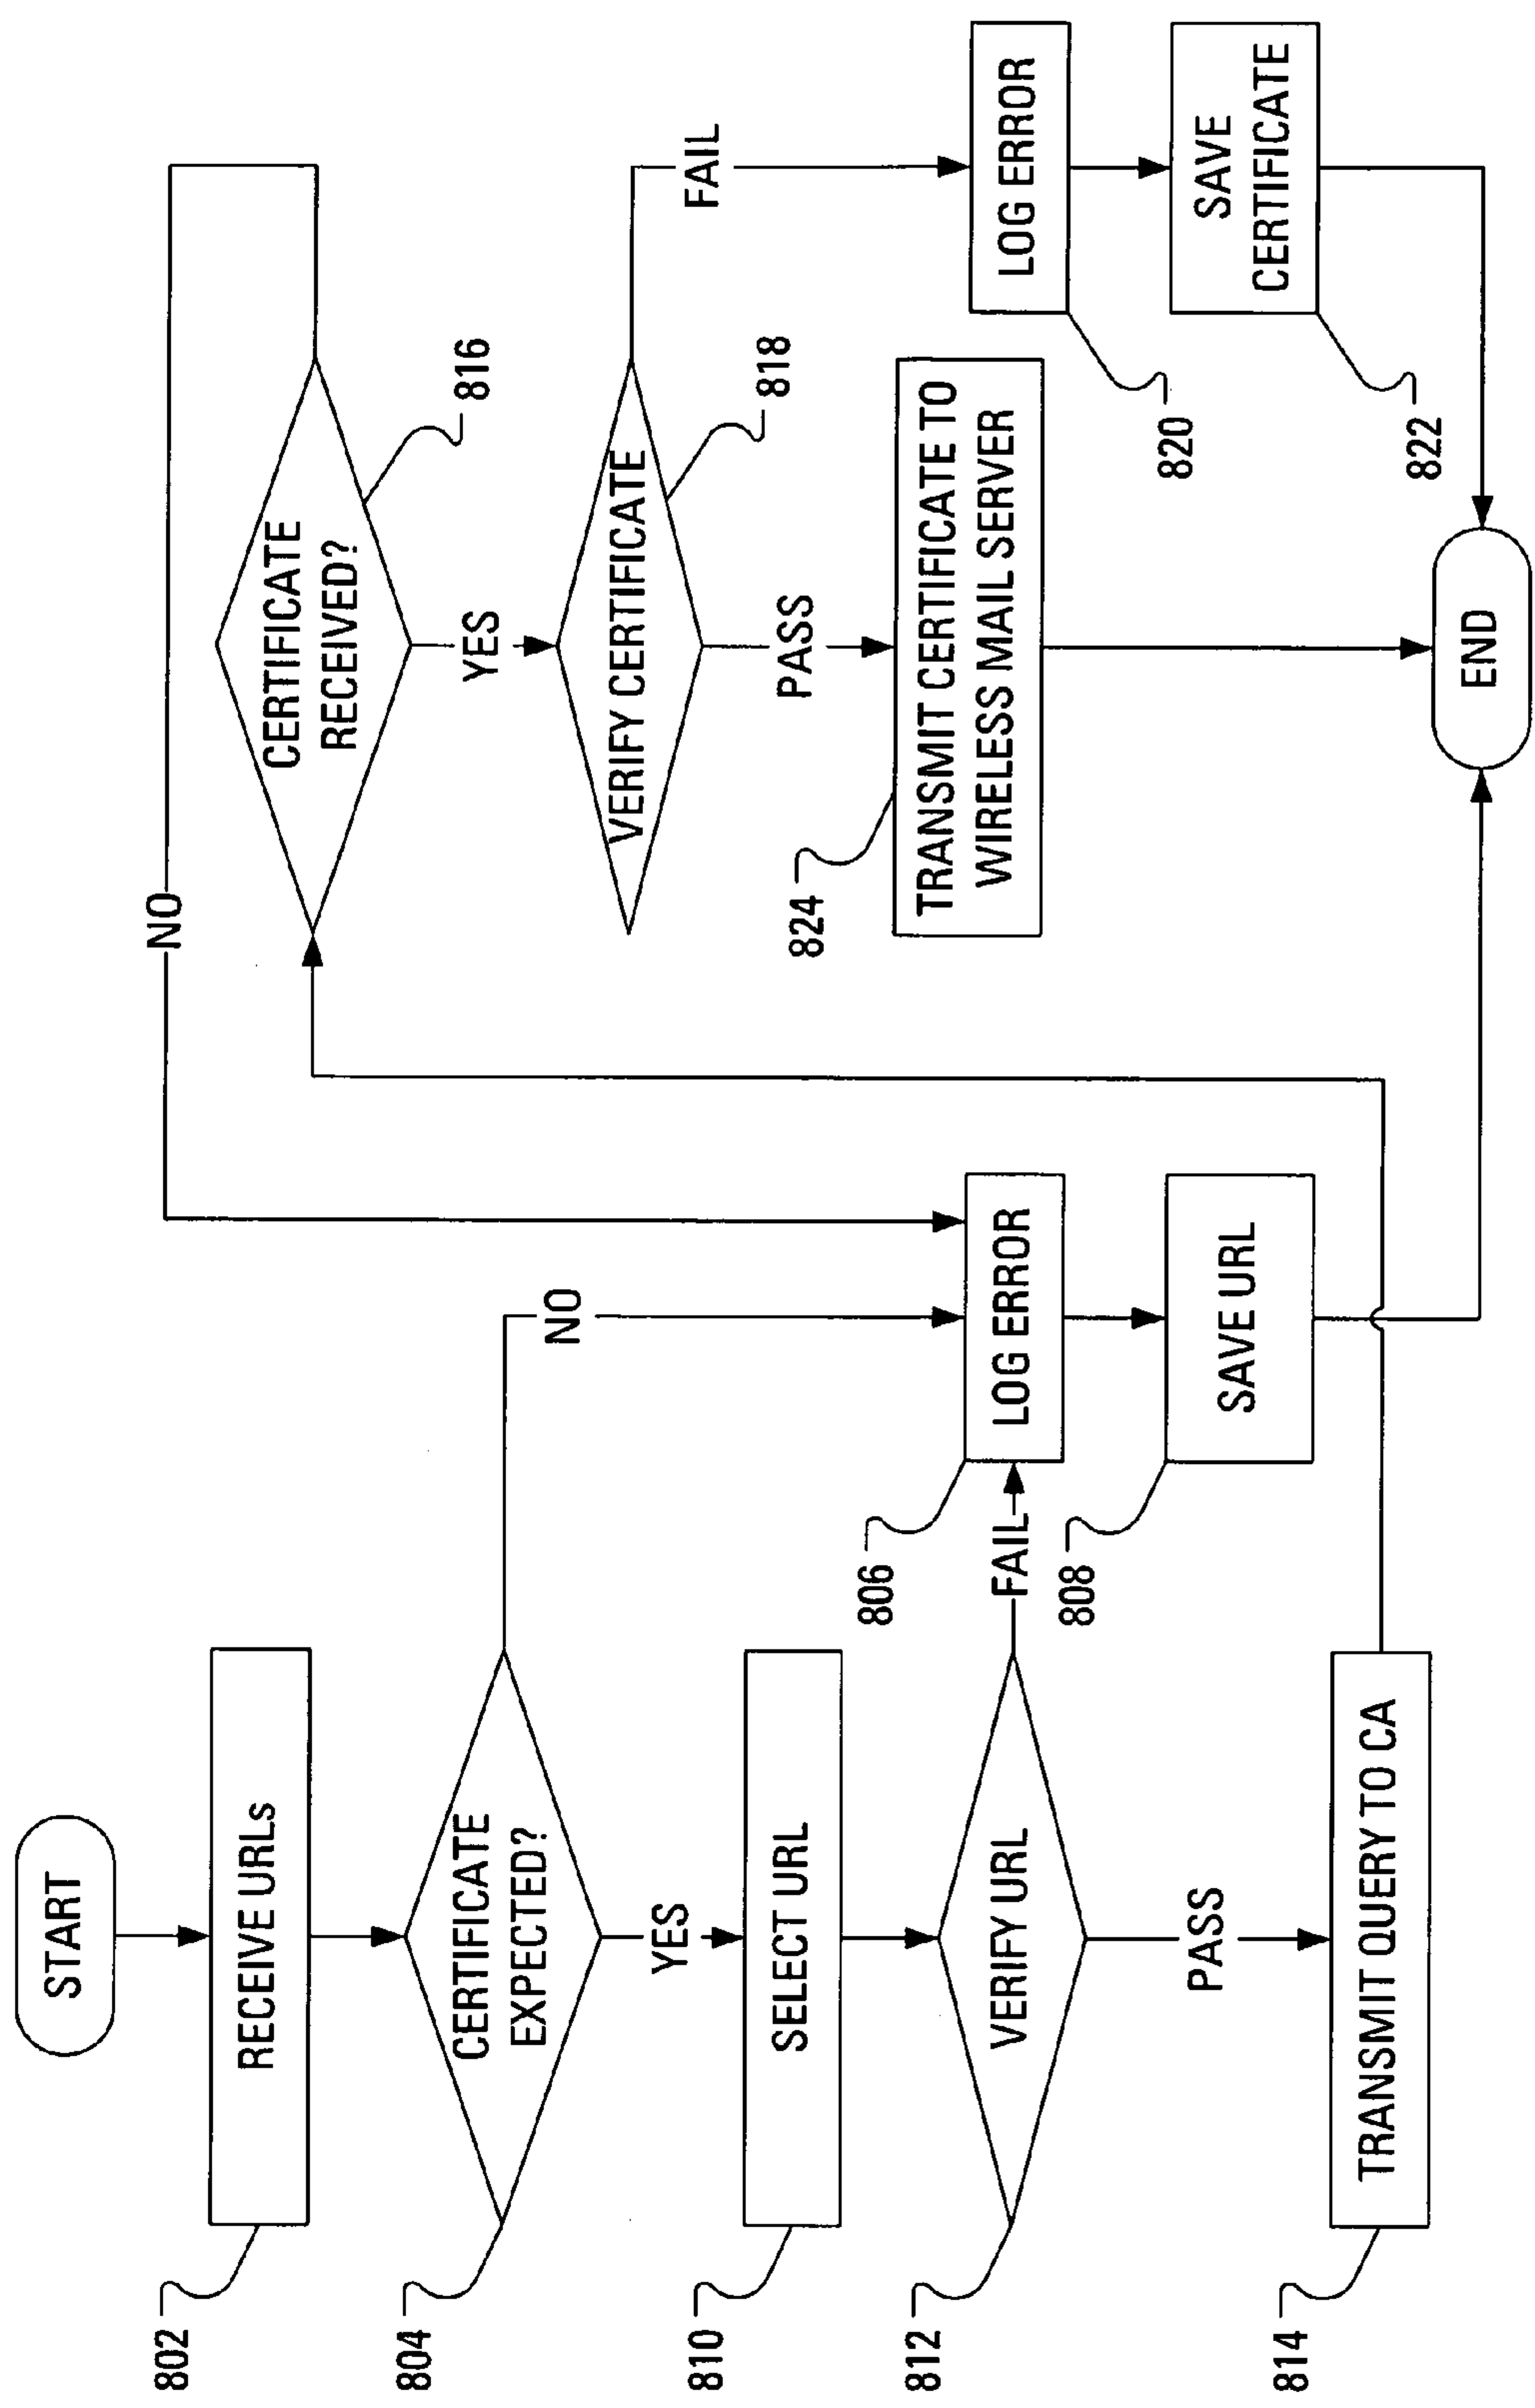 START
802
RECEIVE URLs
804
CERTIFICATE
EXPECTED?
NO
YES
810
SELECT URL
812
VERIFY URL
FAIL
806
LOG ERROR
808
SAVE URL
PASS
814
TRANSMIT QUERY TO CA
NO
CERTIFICATE
RECEIVED?
816
YES
VERIFY CERTIFICATE
818
FAIL
PASS
824
TRANSMIT CERTIFICATE TO
WIRELESS MAIL SERVER
LOG ERROR
820
SAVE
CERTIFICATE
822
END